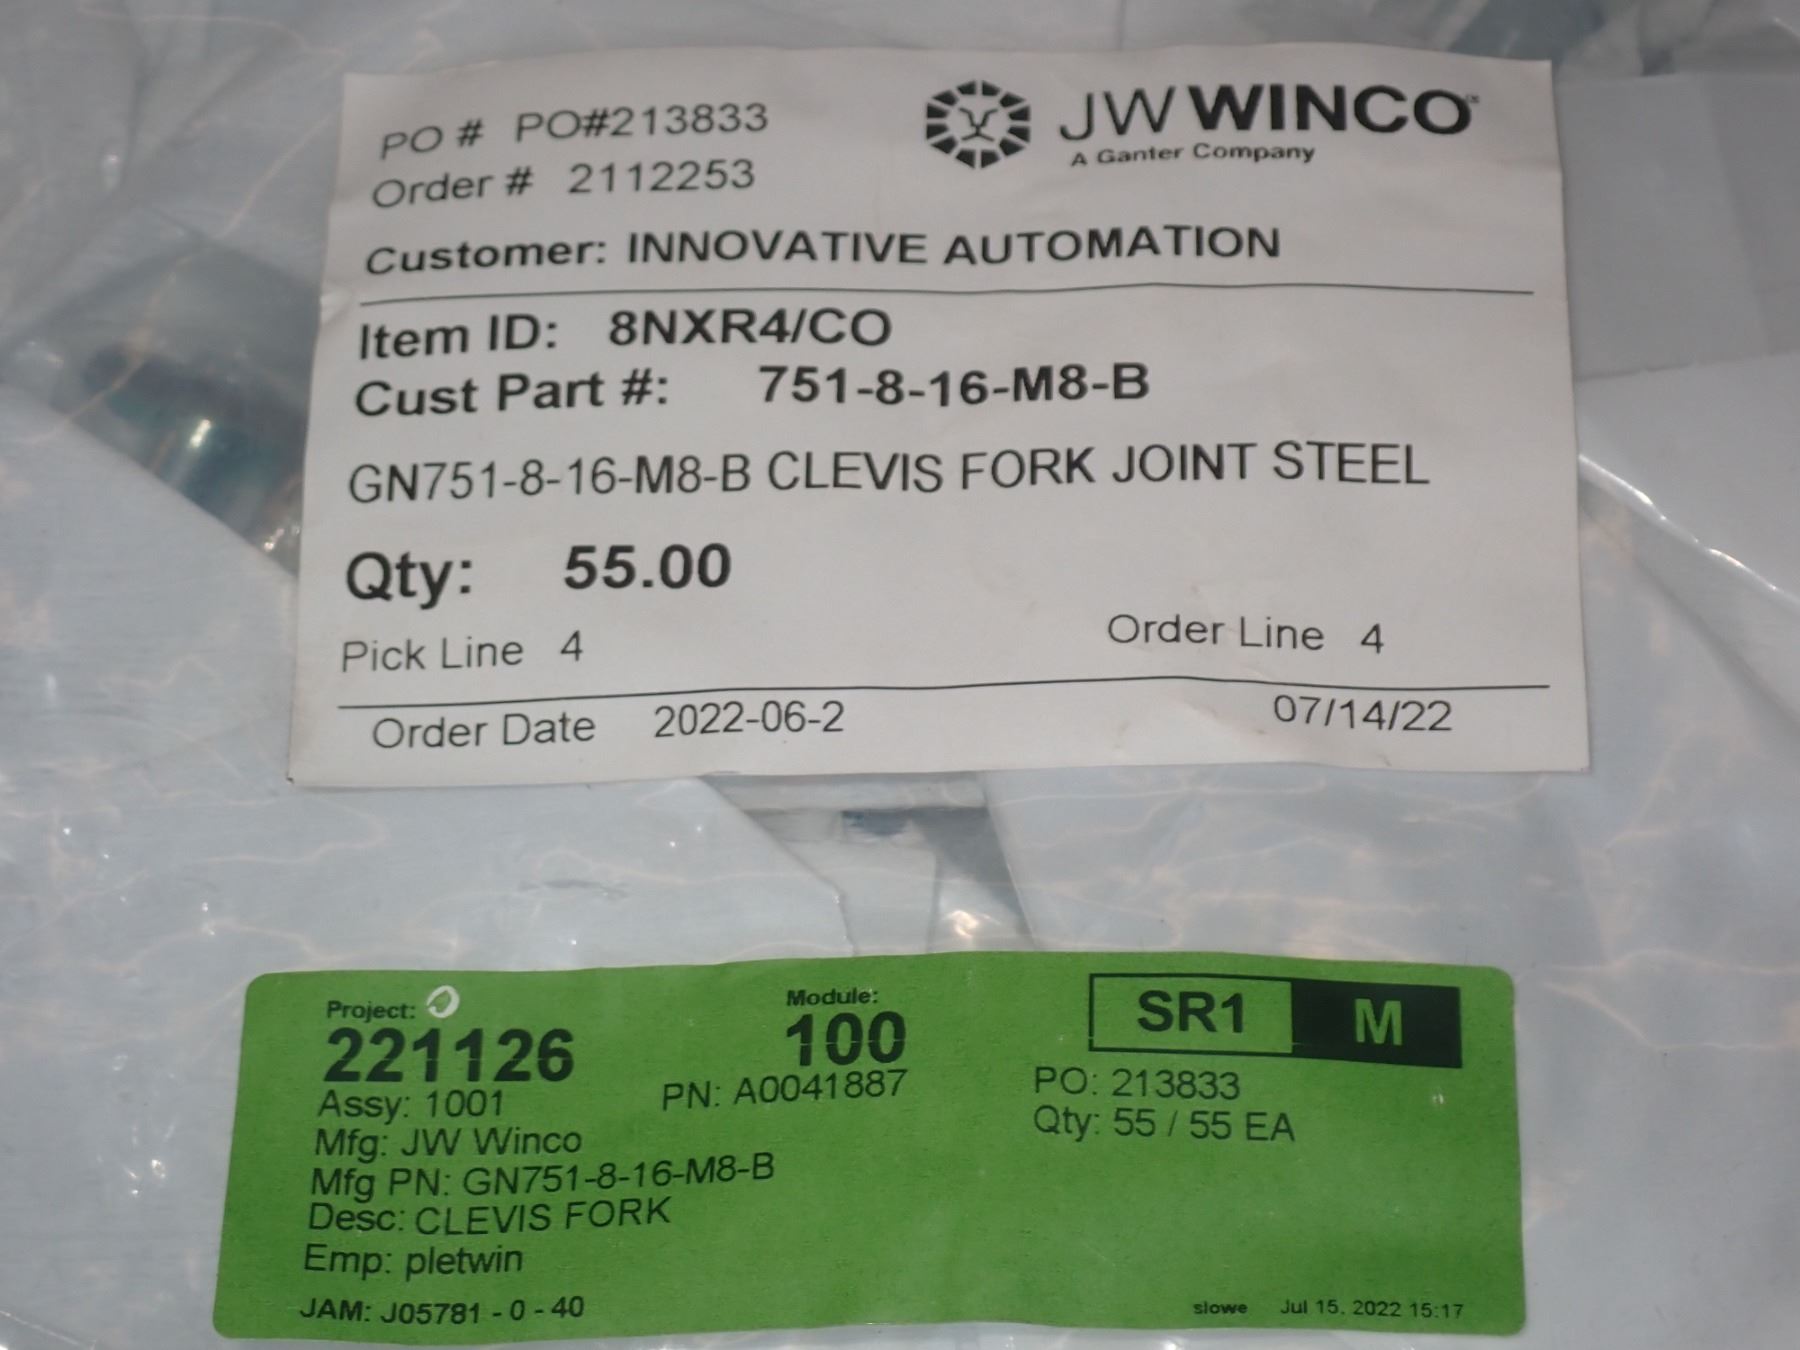 PO # PO#213833
JW WINCO™
A Ganter Company
Order # 2112253
Customer: INNOVATIVE AUTOMATION
Item ID: 8NXR4/CO
Cust Part #: 751-8-16-M8-B
GN751-8-16-M8-B CLEVIS FORK JOINT STEEL
Qty: 55.00
Pick Line 4 Order Line 4
Order Date 2022-06-2 07/14/22
Project: Module:
221126 100 SR1 M
Assy: 1001 PN: A0041887 PO: 213833
Mfg: JW Winco Qty: 55 / 55 EA
Mfg PN: GN751-8-16-M8-B
Desc: CLEVIS FORK
Emp: pletwin
JAM: J05781 - 0 - 40 slowe Jul 15, 2022 15:17